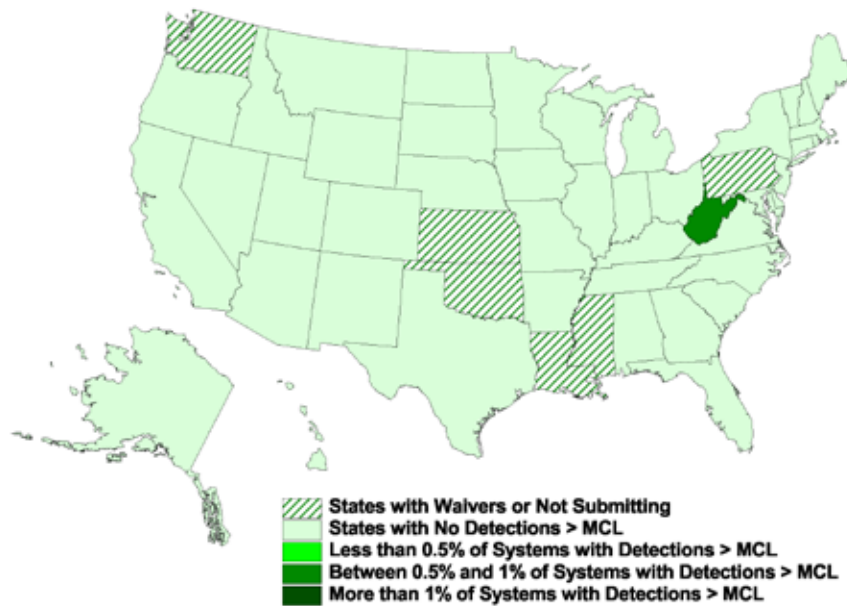 States with Waivers or Not Submitting
States with No Detections > MCL
Less than 0.5% of Systems with Detections > MCL
Between 0.5% and 1% of Systems with Detections > MCL
More than 1% of Systems with Detections > MCL